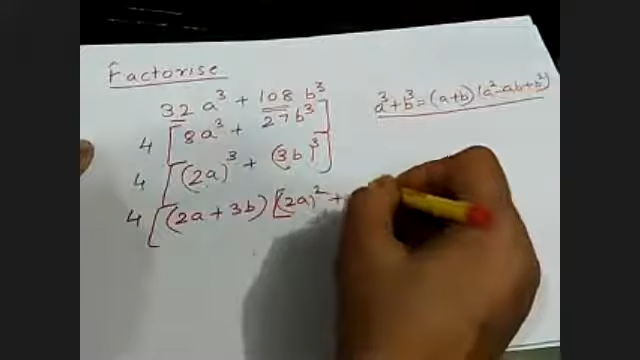 Factorise
32 a³ + 108 b³
a³+b³ = (a+b) (a²-ab+b²)
4 [ 8a³ + 27b³ ]
4 [ (2a)³ + (3b)³ ]
4 [ (2a + 3b) [(2a)² +